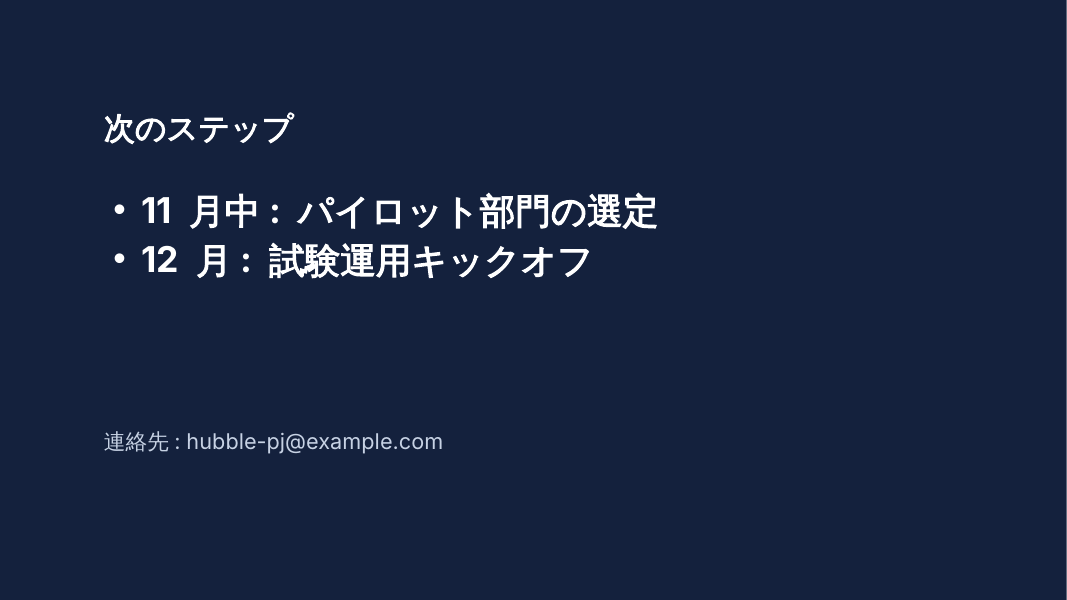 次のステップ
• 11 月中 : パイロット部門の選定
• 12 月 : 試験運用キックオフ
連絡先 : hubble-pj@example.com